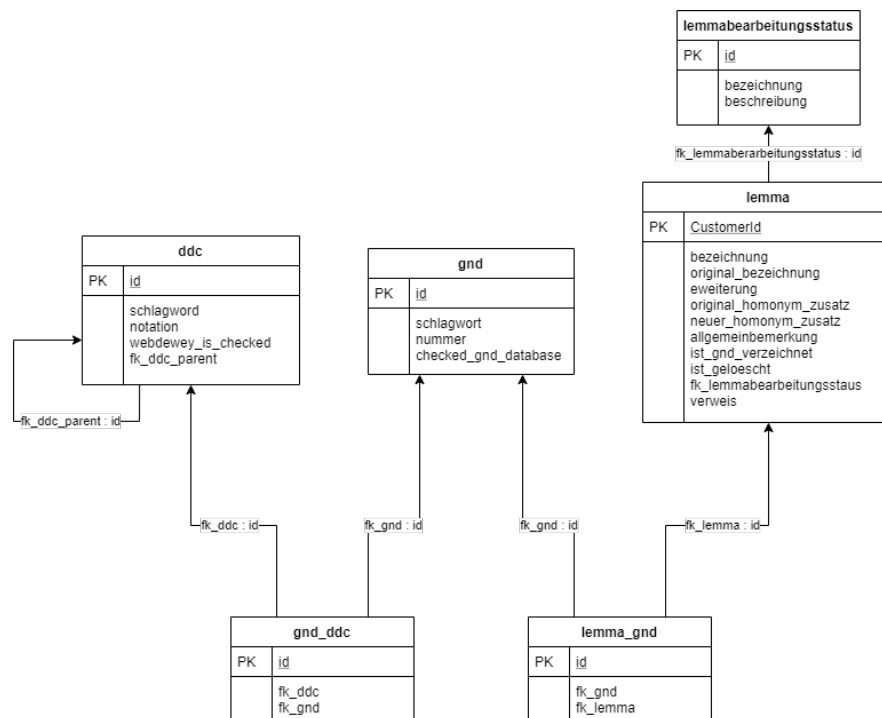 lemmabearbeitungsstatus
PK id
bezeichnung
beschreibung
fk_lemmaberarbeitungsstatus : id
lemma
PK CustomerId
bezeichnung
original_bezeichnung
eweiterung
original_homonym_zusatz
neuer_homonym_zusatz
allgemeinbemerkung
ist_gnd_verzeichnet
ist_geloescht
fk_lemmabearbeitungsstaus
verweis
ddc
PK id
schlagword
notation
webdewey_is_checked
fk_ddc_parent
fk_ddc_parent : id
gnd
PK id
schlagwort
nummer
checked_gnd_database
fk_ddc : id
fk_gnd : id
fk_gnd : id
fk_lemma : id
gnd_ddc
PK id
fk_ddc
fk_gnd
lemma_gnd
PK id
fk_gnd
fk_lemma